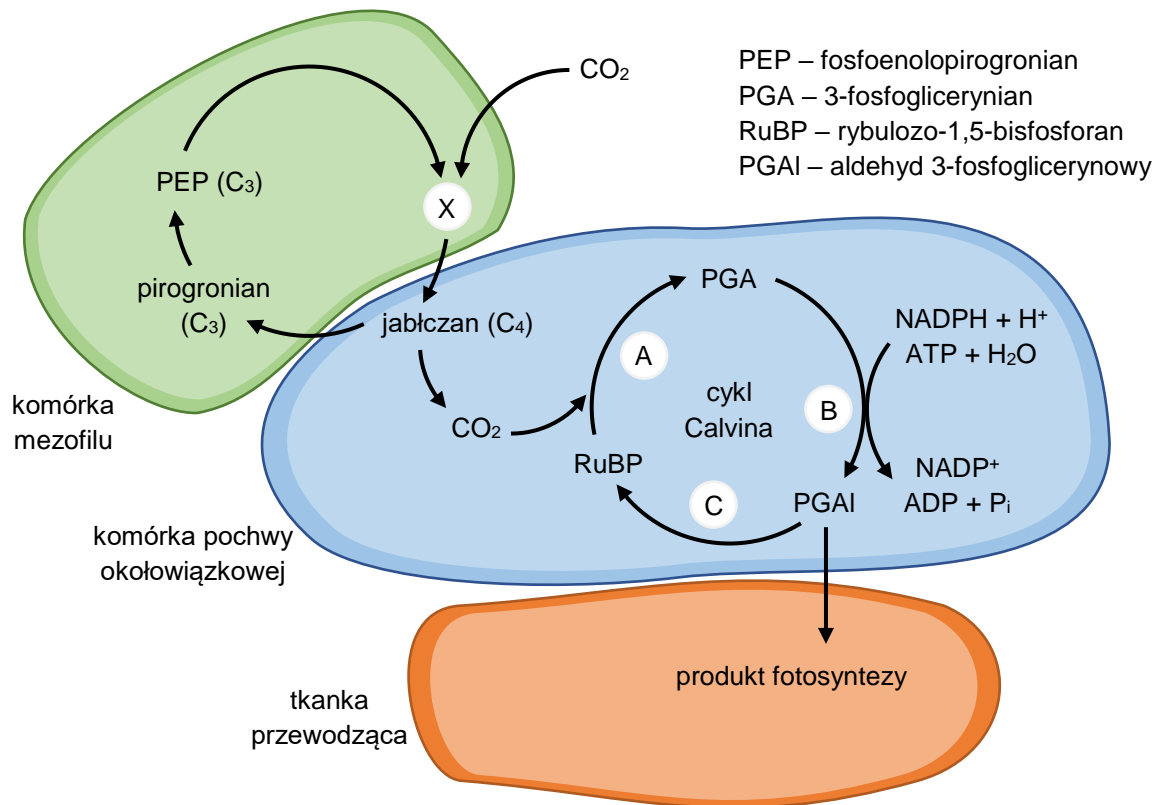 CO₂
PEP – fosfoenolopirogronian
PGA – 3-fosfoglicerynian
RuBP – rybulozo-1,5-bisfosforan
PGAl – aldehyd 3-fosfoglicerynowy
PEP (C₃)
X
pirogronian
(C₃)
jabłczan (C₄)
PGA
NADPH + H⁺
ATP + H₂O
A
cykl
Calvina
B
CO₂
RuBP
C
PGAl
NADP⁺
ADP + Pᵢ
komórka
mezofilu
komórka pochwy
okołowiązkowej
produkt fotosyntezy
tkanka
przewodząca